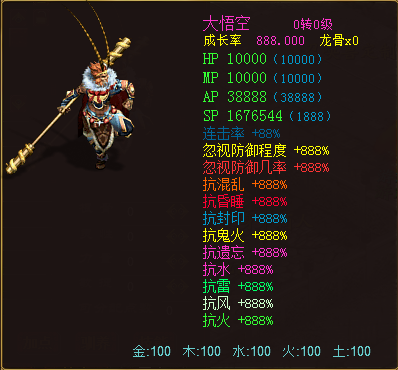 大悟空 0转0级
成长率 888.000 龙骨x0
HP 10000（10000）
MP 10000（10000）
AP 38888（38888）
SP 1676544（1888）
连击率 +88%
忽视防御程度 +888%
忽视防御几率 +888%
抗混乱 +888%
抗昏睡 +888%
抗封印 +888%
抗鬼火 +888%
抗遗忘 +888%
抗水 +888%
抗雷 +888%
抗风 +888%
抗火 +888%
金:100 木:100 水:100 火:100 土:100